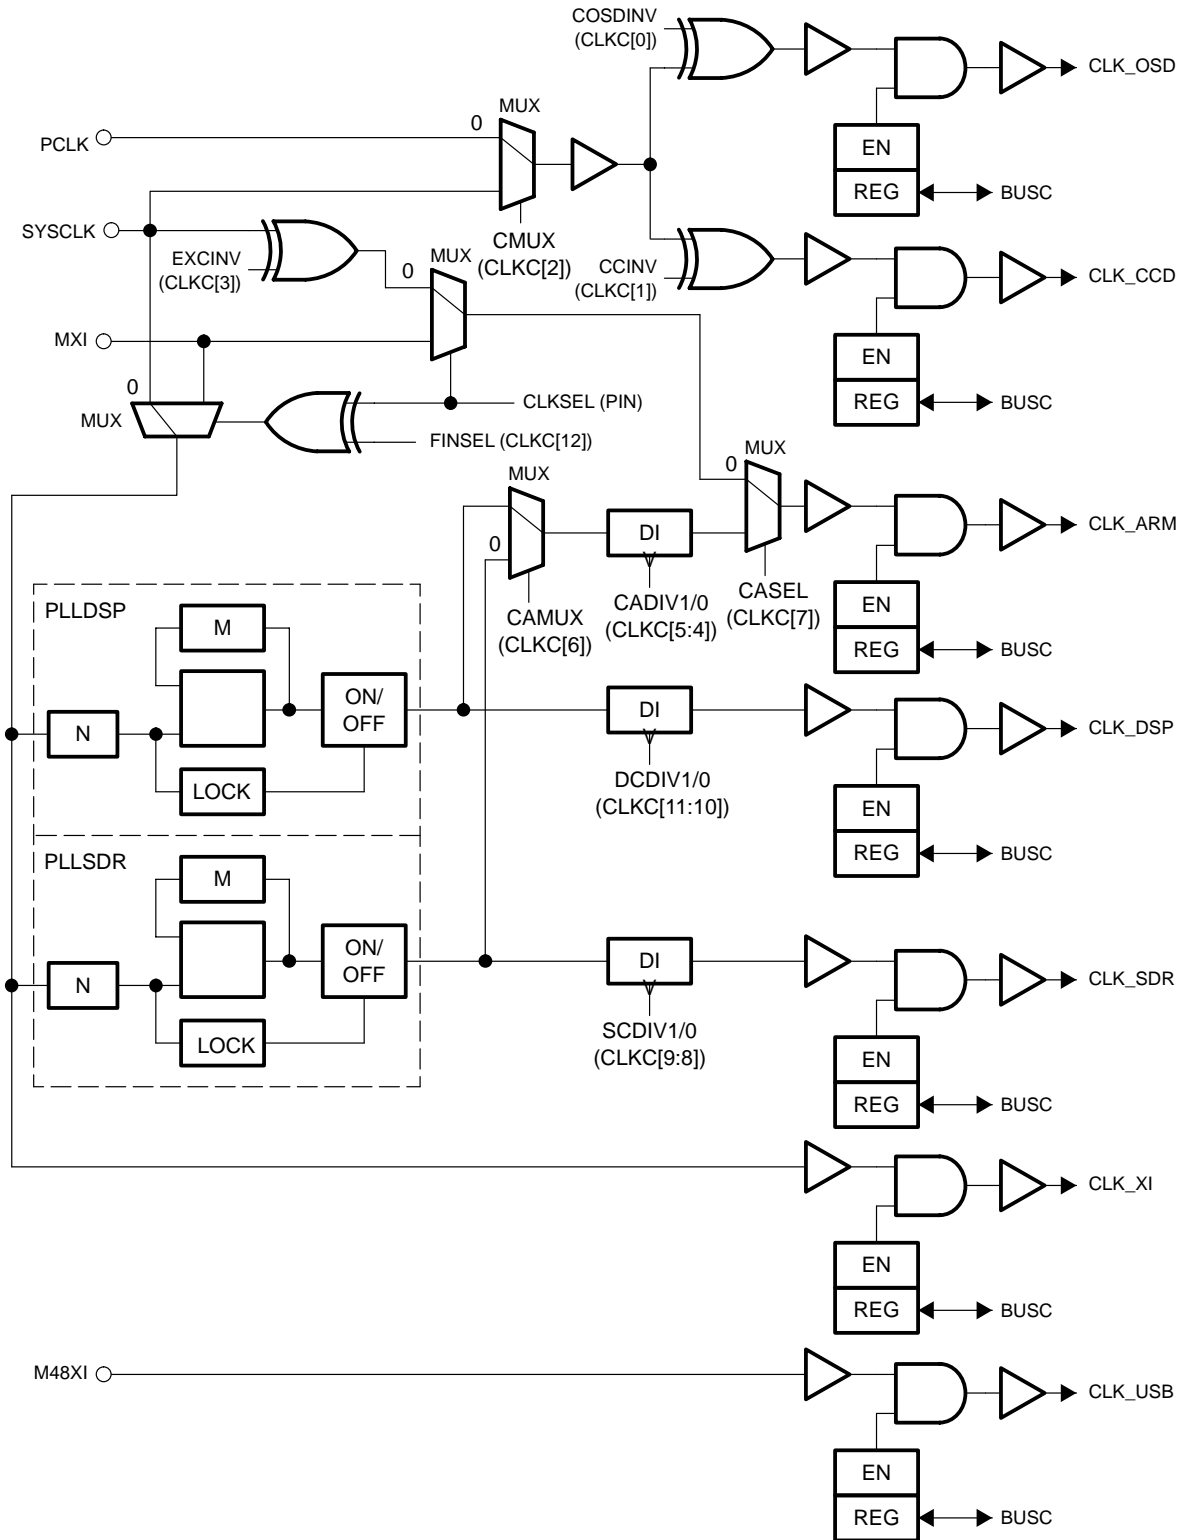 COSDINV
(CLKC[0])
CLK_OSD
MUX
0
PCLK
EN
REG
BUSC
SYSCLK
EXCINV
(CLKC[3])
CMUX
(CLKC[2])
MUX
0
CCINV
(CLKC[1])
CLK_CCD
MXI
EN
REG
BUSC
0
MUX
CLKSEL (PIN)
FINSEL (CLKC[12])
MUX
0
MUX
0
DI
CLK_ARM
CAMUX
(CLKC[6])
CADIV1/0
(CLKC[5:4])
CASEL
(CLKC[7])
EN
REG
BUSC
PLLDSP
M
N
ON/
OFF
LOCK
DI
DCDIV1/0
(CLKC[11:10])
CLK_DSP
EN
REG
BUSC
PLLSDR
M
N
ON/
OFF
LOCK
DI
SCDIV1/0
(CLKC[9:8])
CLK_SDR
EN
REG
BUSC
CLK_XI
EN
REG
BUSC
M48XI
CLK_USB
EN
REG
BUSC